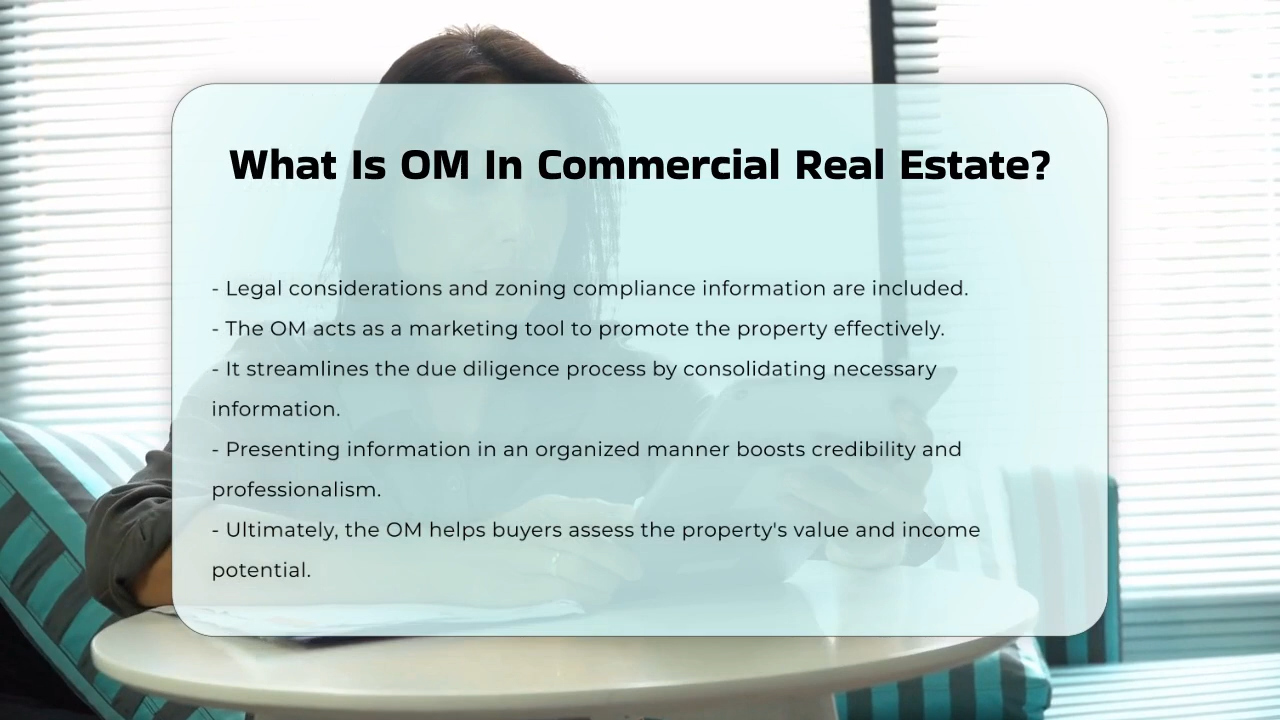 What Is OM In Commercial Real Estate?
- Legal considerations and zoning compliance information are included.
- The OM acts as a marketing tool to promote the property effectively.
- It streamlines the due diligence process by consolidating necessary
information.
- Presenting information in an organized manner boosts credibility and
professionalism.
- Ultimately, the OM helps buyers assess the property's value and income
potential.